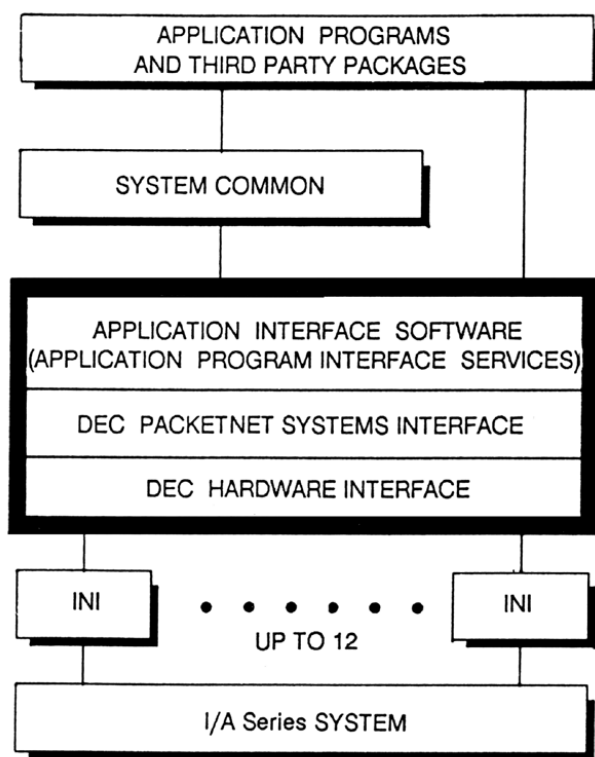 APPLICATION PROGRAMS
AND THIRD PARTY PACKAGES
SYSTEM COMMON
APPLICATION INTERFACE SOFTWARE
(APPLICATION PROGRAM INTERFACE SERVICES)
DEC PACKETNET SYSTEMS INTERFACE
DEC HARDWARE INTERFACE
INI
INI
UP TO 12
I/A Series SYSTEM